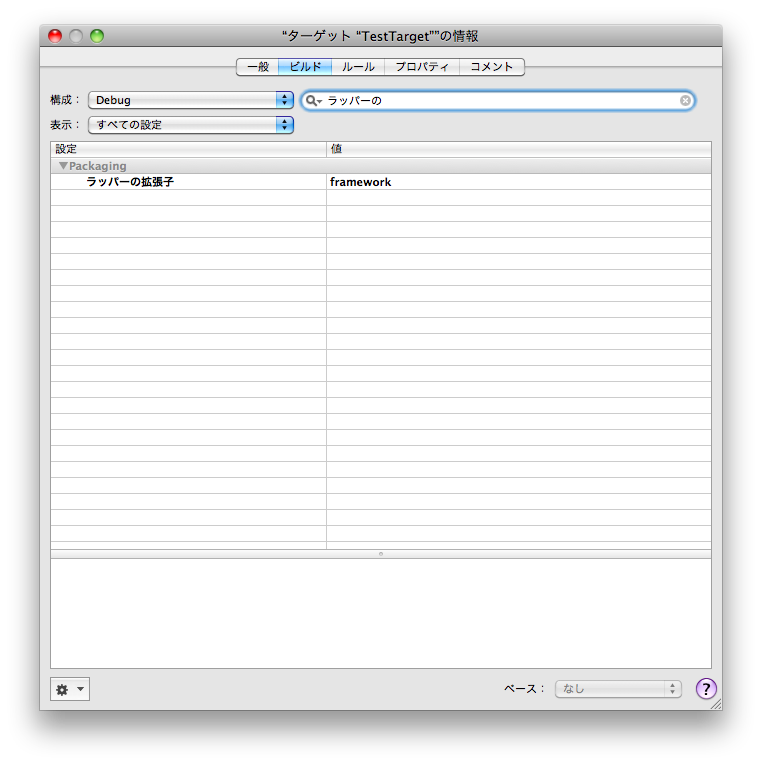 “ターゲット “TestTarget””の情報
一般 ビルド ルール プロパティ コメント
構成： Debug ラッパーの
表示： すべての設定
設定 値
Packaging
ラッパーの拡張子 framework
ベース： なし ?